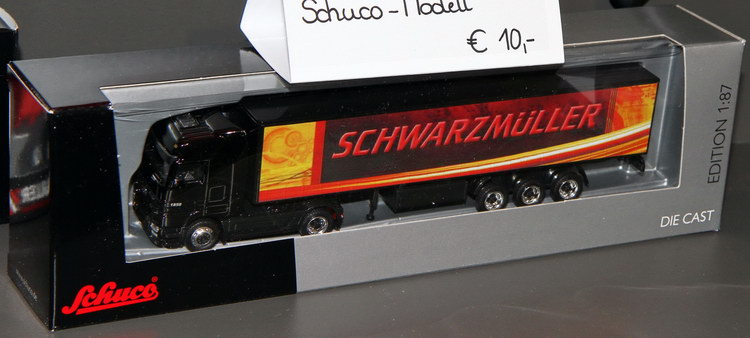 Schuco-Modell
€ 10,-
SCHWARZMÜLLER
EDITION 1:87
DIE CAST
Schuco